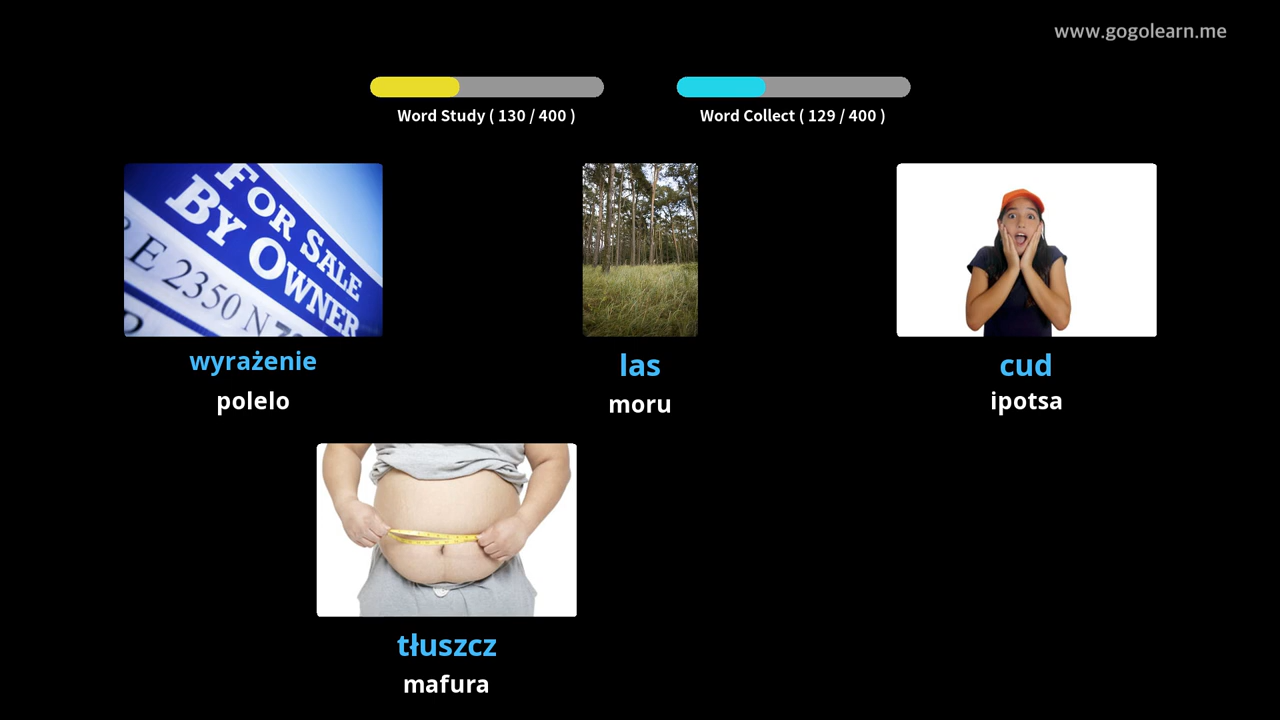 www.gogolearn.me
Word Study ( 130 / 400 )
Word Collect ( 129 / 400 )
FOR SALE
BY OWNER
E 2350 N
wyrażenie
polelo
las
moru
cud
ipotsa
tłuszcz
mafura